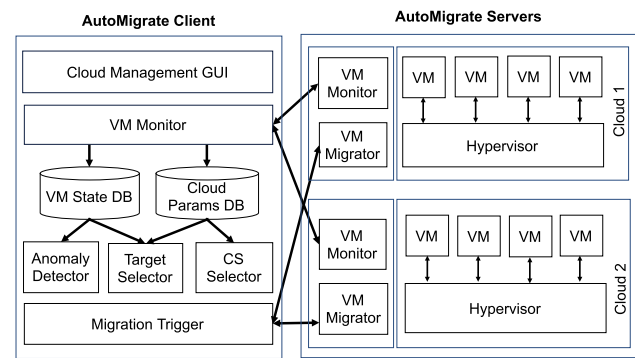 AutoMigrate Client
AutoMigrate Servers
Cloud Management GUI
VM Monitor
VM State DB
Cloud
Params DB
Anomaly
Detector
Target
Selector
CS
Selector
Migration Trigger
VM
Monitor
VM
Migrator
VM
VM
VM
VM
Hypervisor
Cloud 1
VM
Monitor
VM
Migrator
VM
VM
VM
VM
Hypervisor
Cloud 2